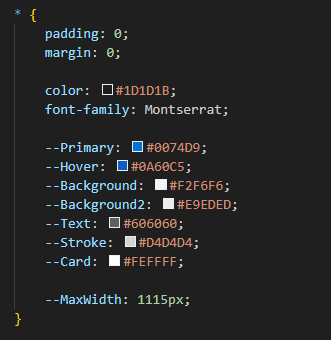 * {
padding: 0;
margin: 0;
color: #1D1D1B;
font-family: Montserrat;
--Primary: #0074D9;
--Hover: #0A60C5;
--Background: #F2F6F6;
--Background2: #E9EDED;
--Text: #606060;
--Stroke: #D4D4D4;
--Card: #FEFFFF;
--MaxWidth: 1115px;
}